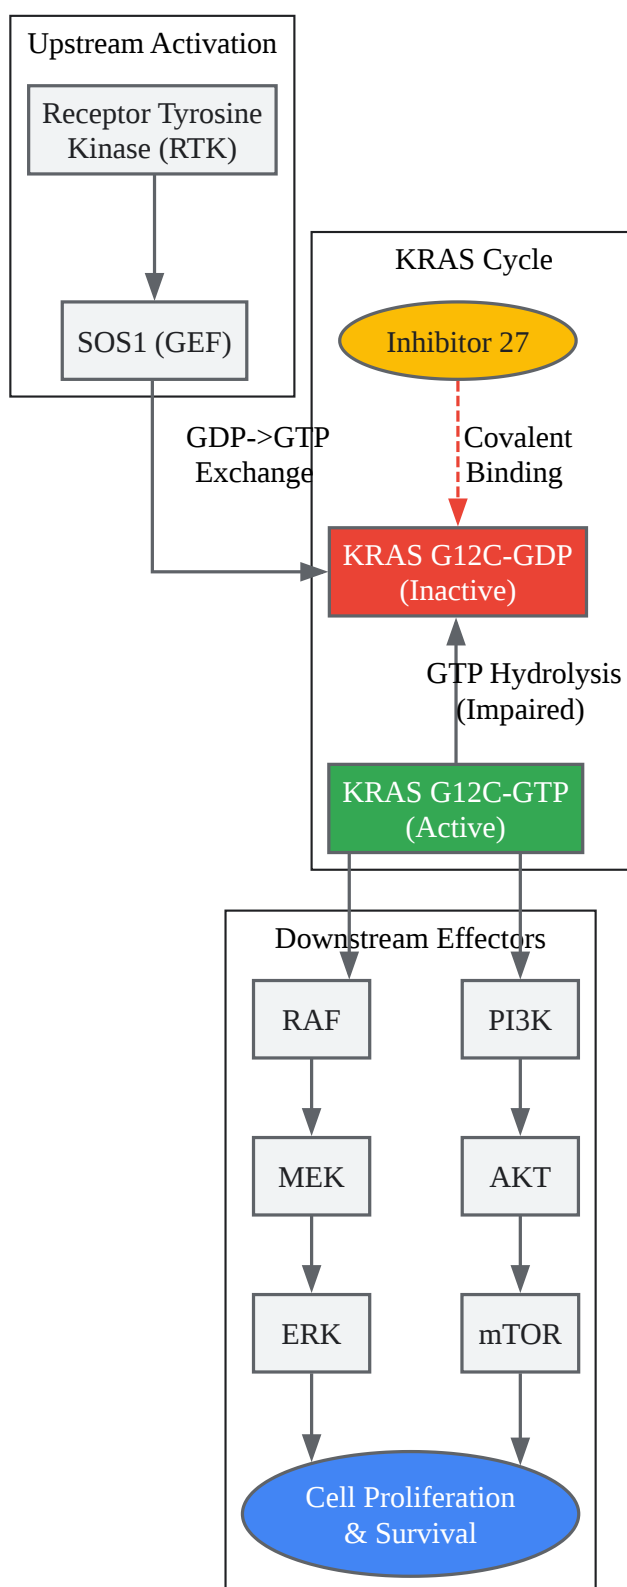 Upstream Activation
Receptor Tyrosine
Kinase (RTK)
SOS1 (GEF)
KRAS Cycle
Inhibitor 27
GDP->GTP
Exchange
Covalent
Binding
KRAS G12C-GDP
(Inactive)
GTP Hydrolysis
(Impaired)
KRAS G12C-GTP
(Active)
Downstream Effectors
RAF
PI3K
MEK
AKT
ERK
mTOR
Cell Proliferation
& Survival